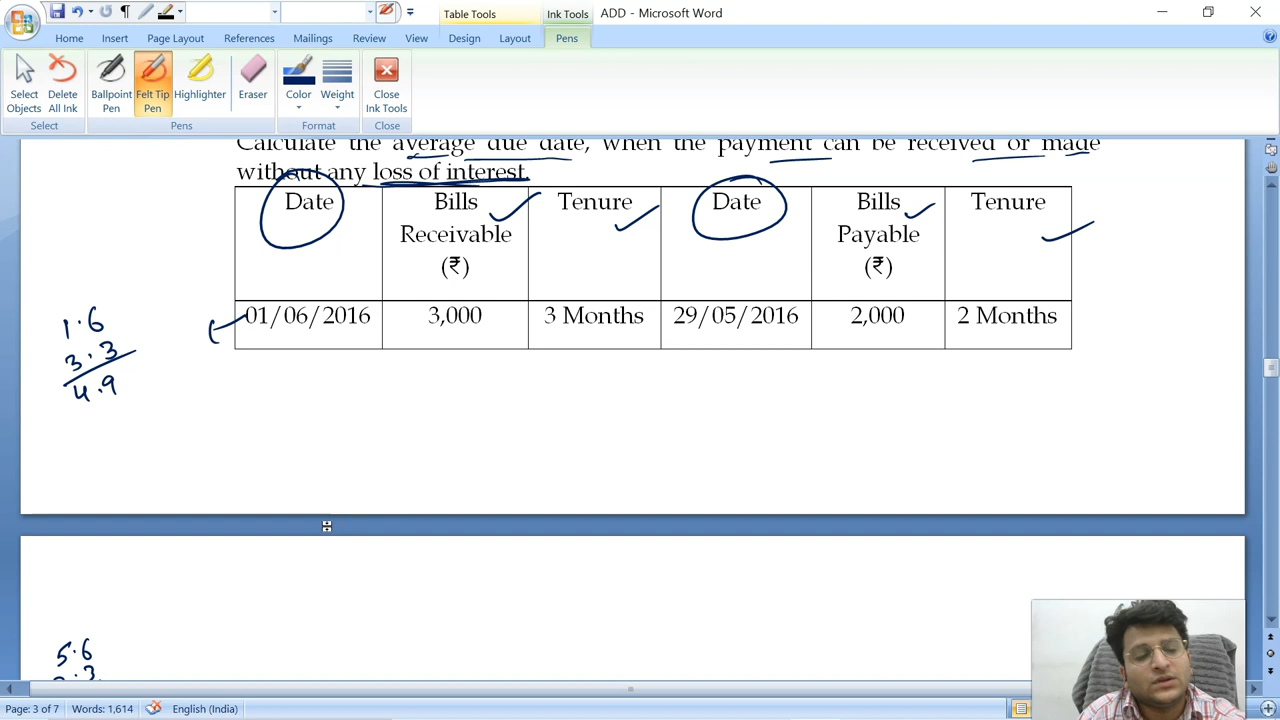 Table Tools
Ink Tools
ADD - Microsoft Word
Home
Insert
Page Layout
References
Mailings
Review
View
Design
Layout
Pens
Select Objects
Delete All Ink
Ballpoint Pen
Felt Tip Pen
Highlighter
Eraser
Color
Weight
Close Ink Tools
Select
Pens
Format
Close
Calculate the average due date, when the payment can be received or made
without any loss of interest.
Date
Bills Receivable (₹)
Tenure
Date
Bills Payable (₹)
Tenure
01/06/2016
3,000
3 Months
29/05/2016
2,000
2 Months
1.6
3.3
4.9
5.6
Page: 3 of 7
Words: 1,614
English (India)